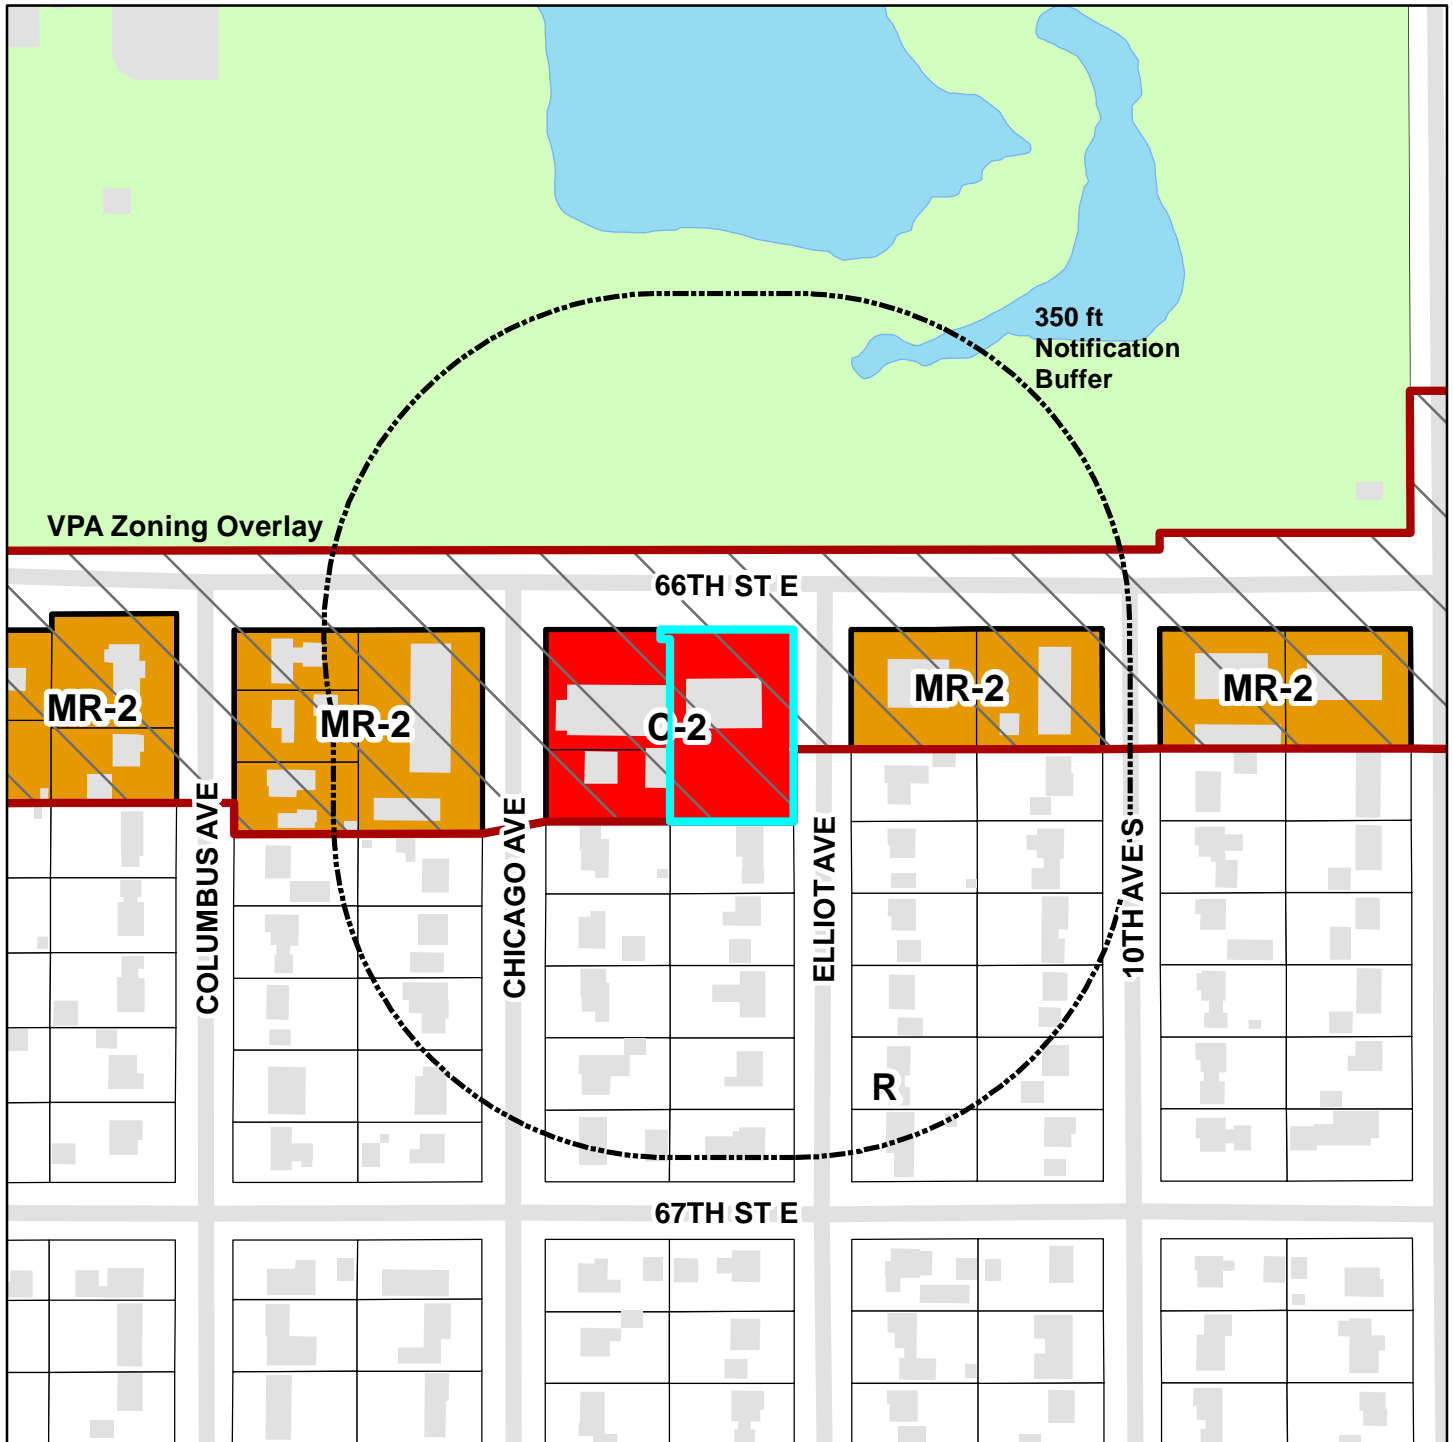 350 ft
Notification
Buffer
VPA Zoning Overlay
66TH ST E
MR-2
MR-2
C-2
MR-2
MR-2
COLUMBUS AVE
CHICAGO AVE
ELLIOT AVE
10TH AVE S
R
67TH ST E